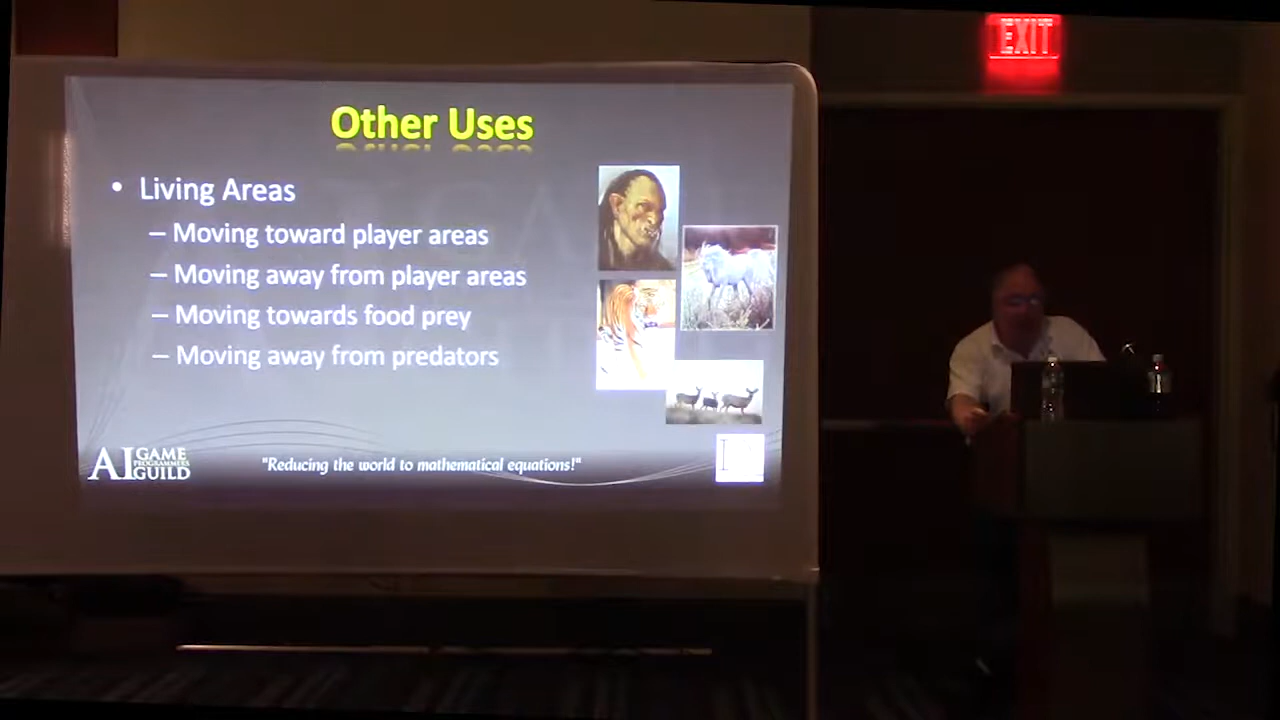 EXIT
Other Uses
• Living Areas
– Moving toward player areas
– Moving away from player areas
– Moving towards food prey
– Moving away from predators
AI GAME
PROGRAMMERS
GUILD
"Reducing the world to mathematical equations!"